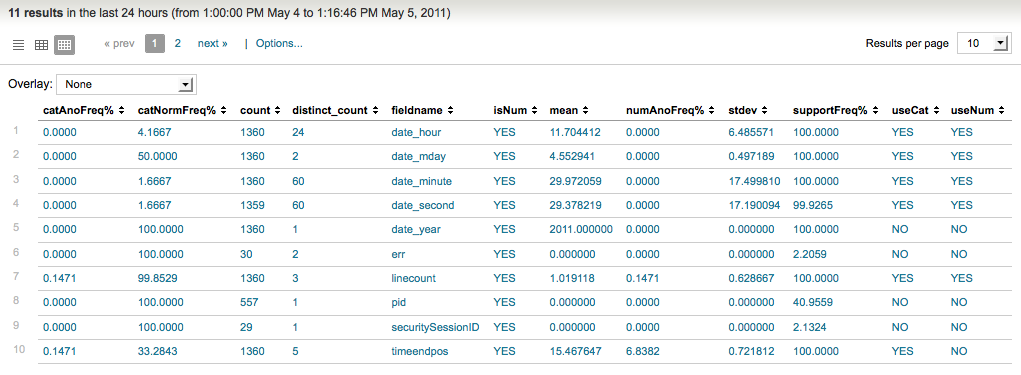 11 results in the last 24 hours (from 1:00:00 PM May 4 to 1:16:46 PM May 5, 2011)
« prev 1 2 next » | Options... Results per page 10
Overlay: None
catAnoFreq% catNormFreq% count distinct_count fieldname isNum mean numAnoFreq% stdev supportFreq% useCat useNum
1 0.0000 4.1667 1360 24 date_hour YES 11.704412 0.0000 6.485571 100.0000 YES YES
2 0.0000 50.0000 1360 2 date_mday YES 4.552941 0.0000 0.497189 100.0000 YES YES
3 0.0000 1.6667 1360 60 date_minute YES 29.972059 0.0000 17.499810 100.0000 YES YES
4 0.0000 1.6667 1359 60 date_second YES 29.378219 0.0000 17.190094 99.9265 YES YES
5 0.0000 100.0000 1360 1 date_year YES 2011.000000 0.0000 0.000000 100.0000 NO NO
6 0.0000 100.0000 30 2 err YES 0.000000 0.0000 0.000000 2.2059 NO NO
7 0.1471 99.8529 1360 3 linecount YES 1.019118 0.1471 0.628667 100.0000 YES YES
8 0.0000 100.0000 557 1 pid YES 0.000000 0.0000 0.000000 40.9559 NO NO
9 0.0000 100.0000 29 1 securitySessionID YES 0.000000 0.0000 0.000000 2.1324 NO NO
10 0.1471 33.2843 1360 5 timeendpos YES 15.467647 6.8382 0.721812 100.0000 YES NO